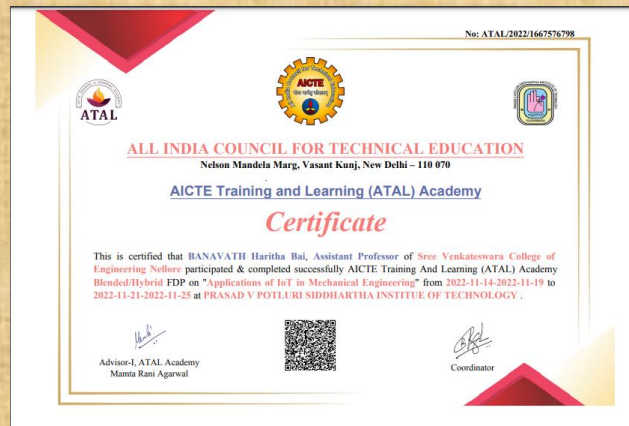 No: ATAL/2022/1667576798
ATAL
AICTE
ALL INDIA COUNCIL FOR TECHNICAL EDUCATION
Nelson Mandela Marg, Vasant Kunj, New Delhi – 110 070
AICTE Training and Learning (ATAL) Academy
Certificate
This is certified that BANAVATH Haritha Bai, Assistant Professor of Sree Venkateswara College of
Engineering Nellore participated & completed successfully AICTE Training And Learning (ATAL) Academy
Blended/Hybrid FDP on "Applications of IoT in Mechanical Engineering" from 2022-11-14-2022-11-19 to
2022-11-21-2022-11-25 at PRASAD V POTLURI SIDDHARTHA INSTITUE OF TECHNOLOGY .
Advisor-I, ATAL Academy
Mamta Rani Agarwal
Coordinator